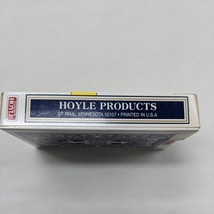 HOYLE PRODUCTS
ST. PAUL, MINNESOTA 55107 • PRINTED IN U.S.A.